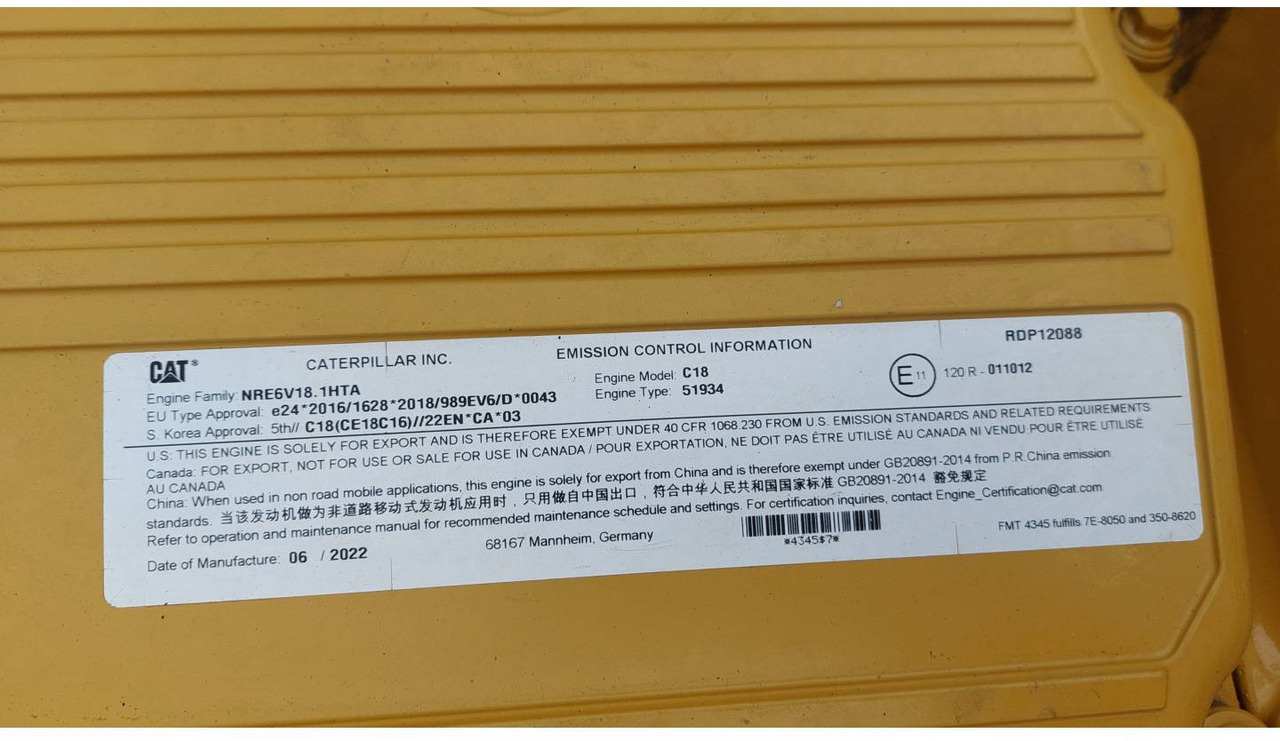 CAT®
CATERPILLAR INC.
EMISSION CONTROL INFORMATION
RDP12088
Engine Family: NRE6V18.1HTA
Engine Model: C18
E 11 120 R - 011012
EU Type Approval: e24*2016/1628*2018/989EV6/D*0043
Engine Type: 51934
S. Korea Approval: 5th// C18(CE18C16)//22EN*CA*03
U.S: THIS ENGINE IS SOLELY FOR EXPORT AND IS THEREFORE EXEMPT UNDER 40 CFR 1068.230 FROM U.S. EMISSION STANDARDS AND RELATED REQUIREMENTS
Canada: FOR EXPORT, NOT FOR USE OR SALE FOR USE IN CANADA / POUR EXPORTATION, NE DOIT PAS ÊTRE UTILISÉ AU CANADA NI VENDU POUR ÊTRE UTILISÉ
AU CANADA
China: When used in non road mobile applications, this engine is solely for export from China and is therefore exempt under GB20891-2014 from P.R.China emission
standards. 当该发动机做为非道路移动式发动机应用时，只用做自中国出口，符合中华人民共和国国家标准 GB20891-2014 豁免规定
Refer to operation and maintenance manual for recommended maintenance schedule and settings. For certification inquiries, contact Engine_Certification@cat.com
Date of Manufacture: 06 / 2022
68167 Mannheim, Germany
*4345$7*
FMT 4345 fulfills 7E-8050 and 350-8620